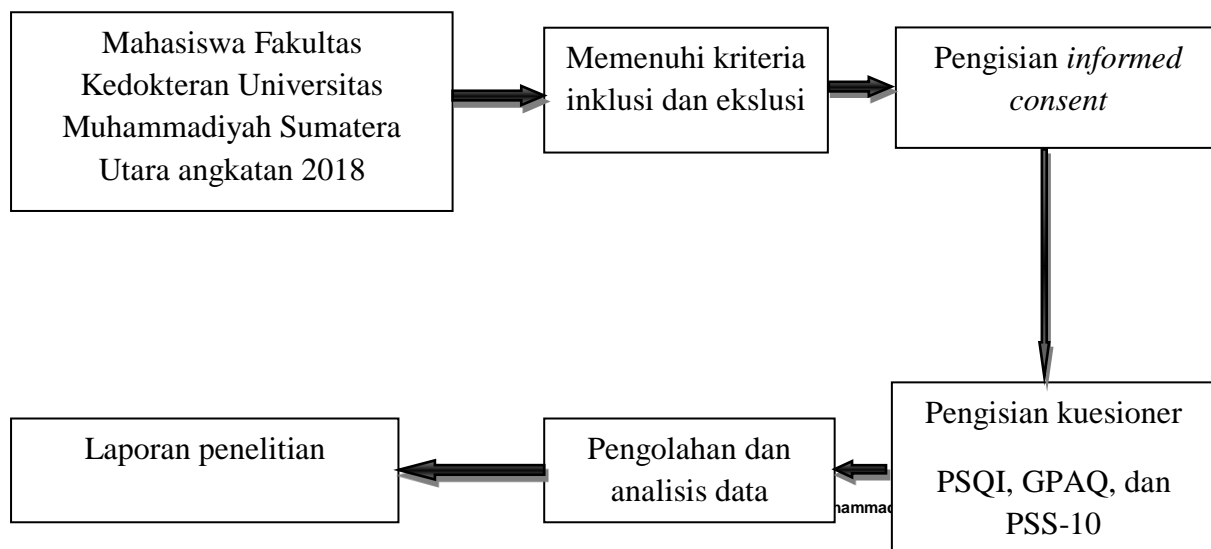 Mahasiswa Fakultas
Kedokteran Universitas
Muhammadiyah Sumatera
Utara angkatan 2018
Memenuhi kriteria
inklusi dan ekslusi
Pengisian informed
consent
Pengisian kuesioner
PSQI, GPAQ, dan
PSS-10
Pengolahan dan
analisis data
Laporan penelitian